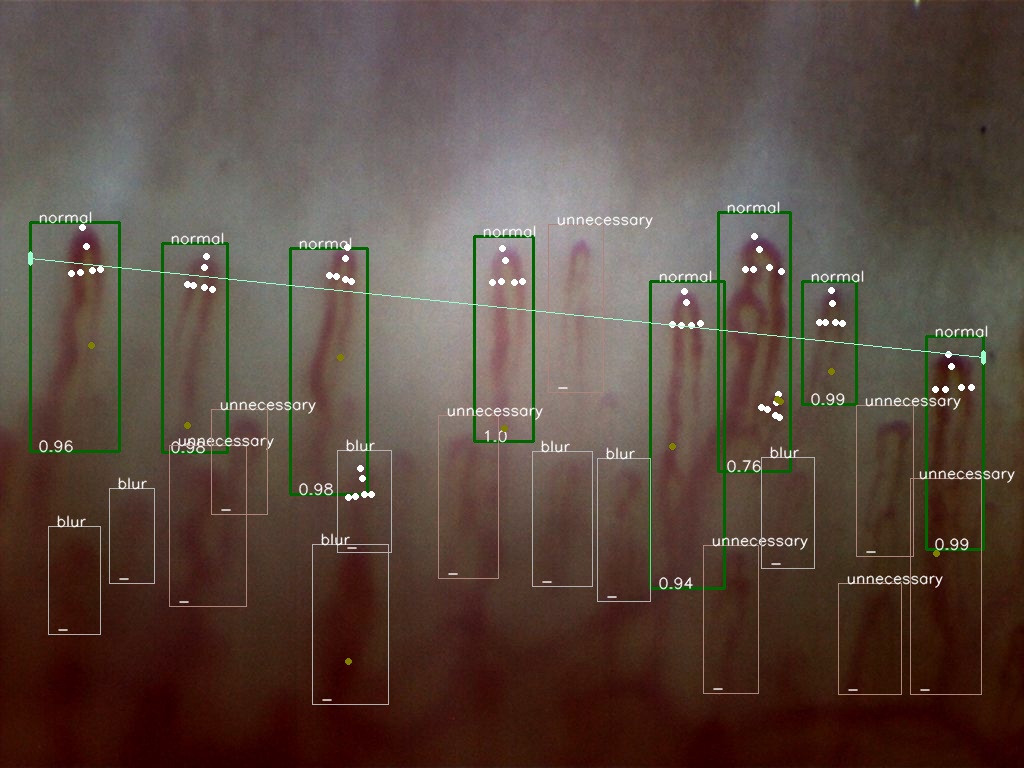 normal
normal
unnecessary
normal
normal
normal
normal
normal
normal
0.99
unnecessary
unnecessary
unnecessary
unnecessary
0.96
0.98
blur
blur
blur
blur
1.0
0.76
unnecessary
blur
0.98
blur
blur
unnecessary
0.99
0.94
unnecessary